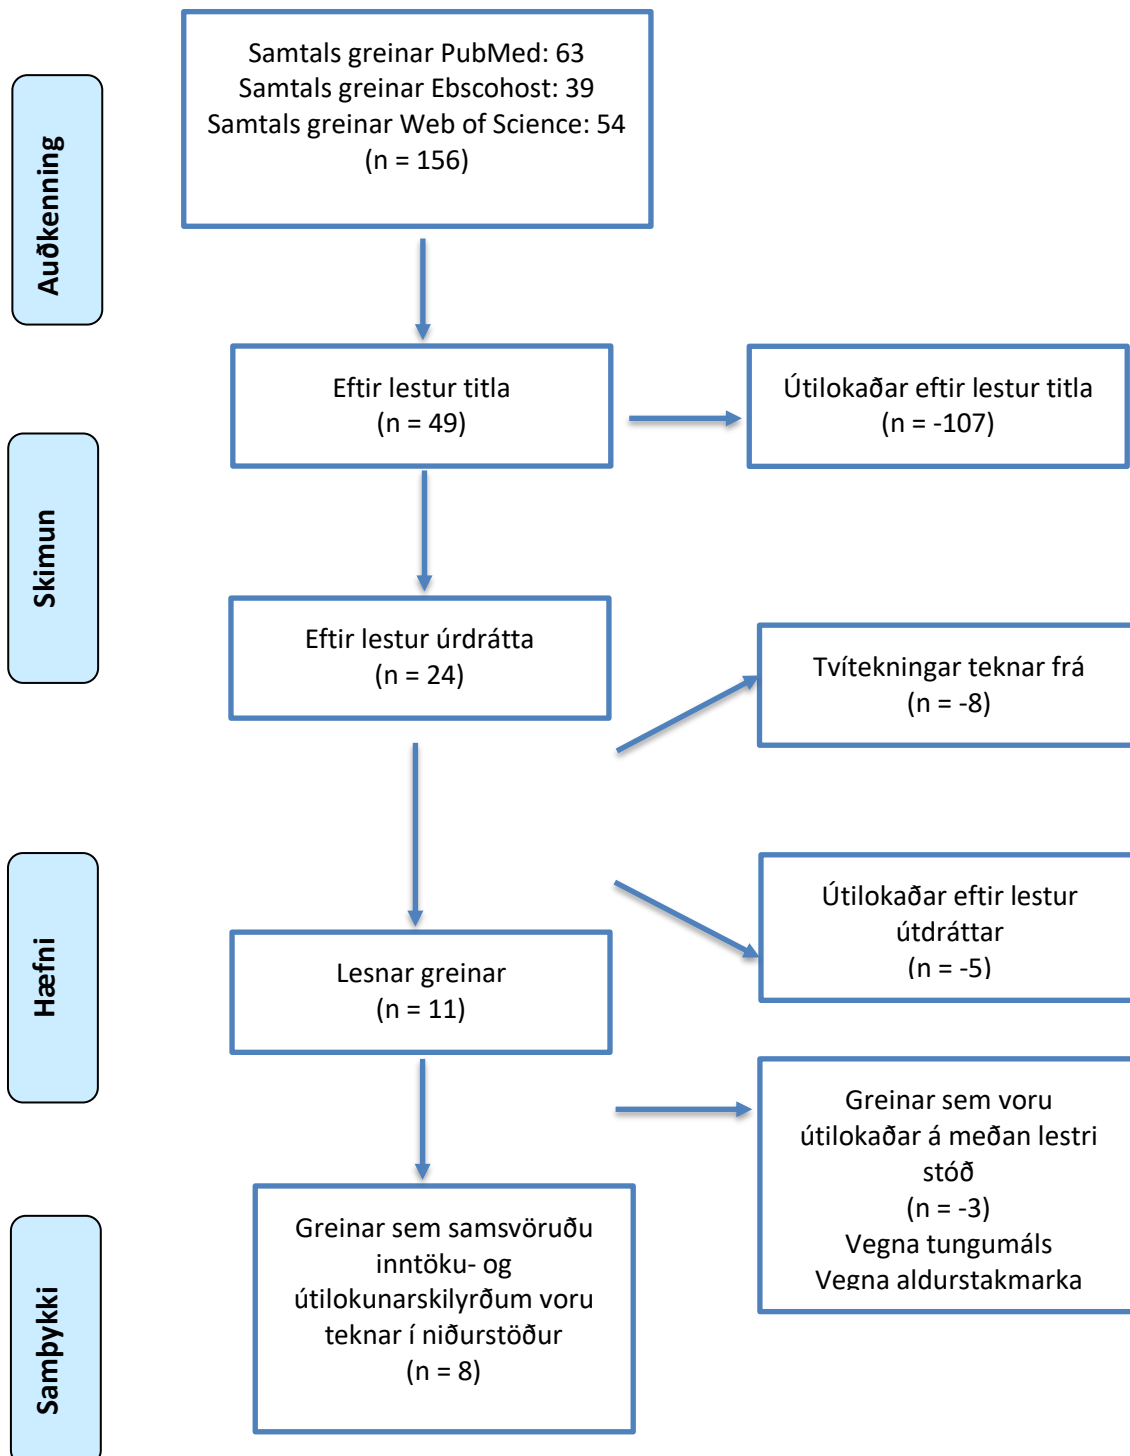 Auðkenning
Samtals greinar PubMed: 63
Samtals greinar Ebscohost: 39
Samtals greinar Web of Science: 54
(n = 156)
Eftir lestur titla
(n = 49)
Útilokaðar eftir lestur titla
(n = -107)
Skimun
Eftir lestur úrdrátta
(n = 24)
Tvítekningar teknar frá
(n = -8)
Útilokaðar eftir lestur
útdráttar
(n = -5)
Hæfni
Lesnar greinar
(n = 11)
Greinar sem voru
útilokaðar á meðan lestri
stóð
(n = -3)
Vegna tungumáls
Vegna aldurstakmarka
Samþykki
Greinar sem samsvöruðu
inntöku- og
útilokunarskilyrðum voru
teknar í niðurstöður
(n = 8)